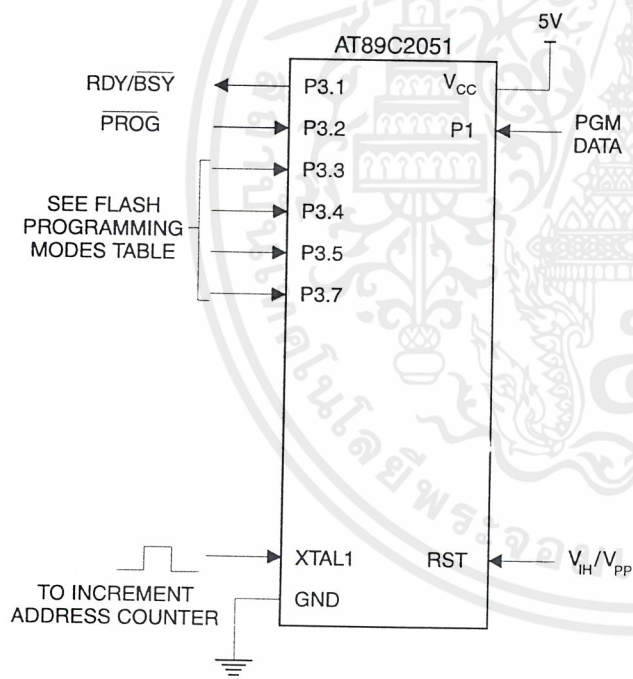 AT89C2051
5V
RDY/BSY
P3.1
VCC
PROG
P3.2
P1
PGM
DATA
P3.3
SEE FLASH
PROGRAMMING
MODES TABLE
P3.4
P3.5
P3.7
XTAL1
RST
VIH/VPP
TO INCREMENT
ADDRESS COUNTER
GND